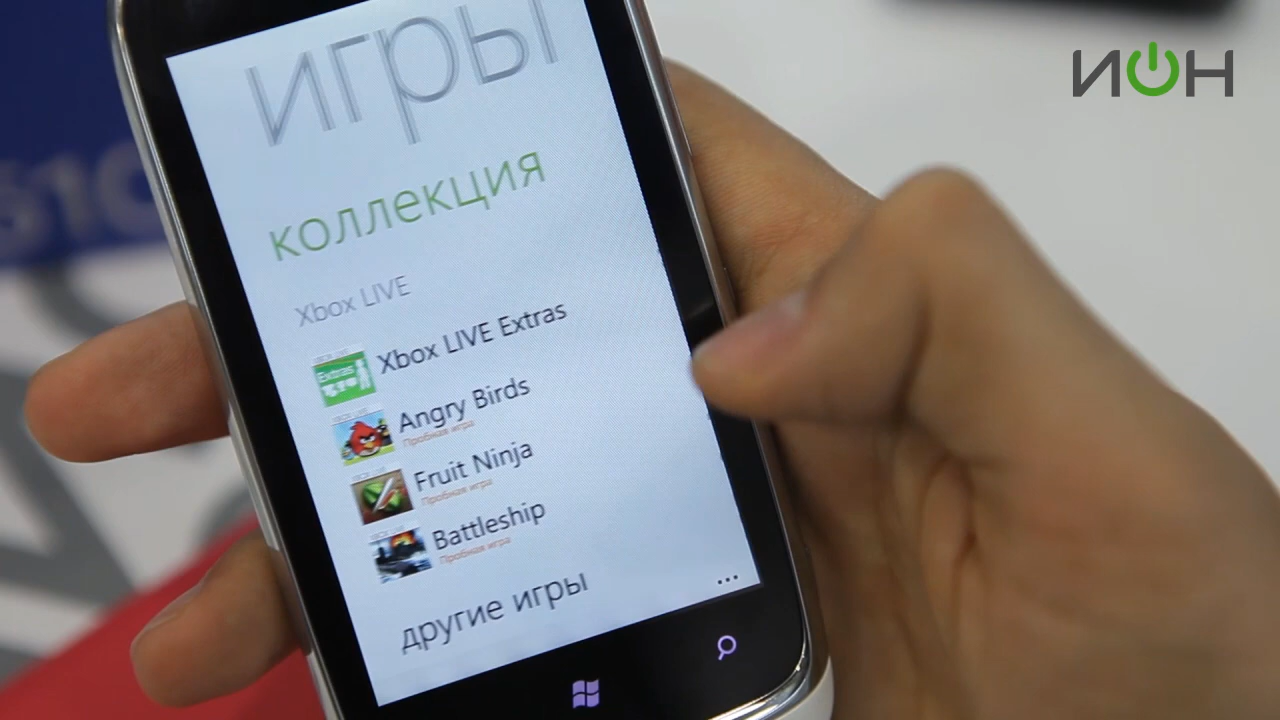 ИОН
игры
коллекция
Xbox LIVE
Xbox LIVE Extras
Extras
Angry Birds
Пробная игра
Fruit Ninja
Пробная игра
Battleship
Пробная игра
другие игры
...